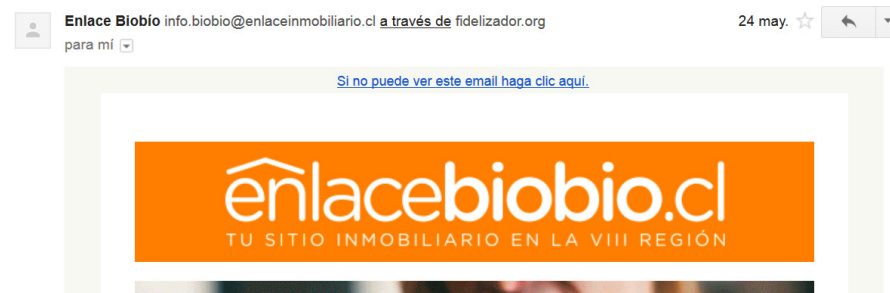 Enlace Biobío info.biobio@enlaceinmobiliario.cl a través de fidelizador.org 24 may.
para mí
Si no puede ver este email haga clic aquí.
enlacebiobio.cl
TU SITIO INMOBILIARIO EN LA VIII REGIÓN